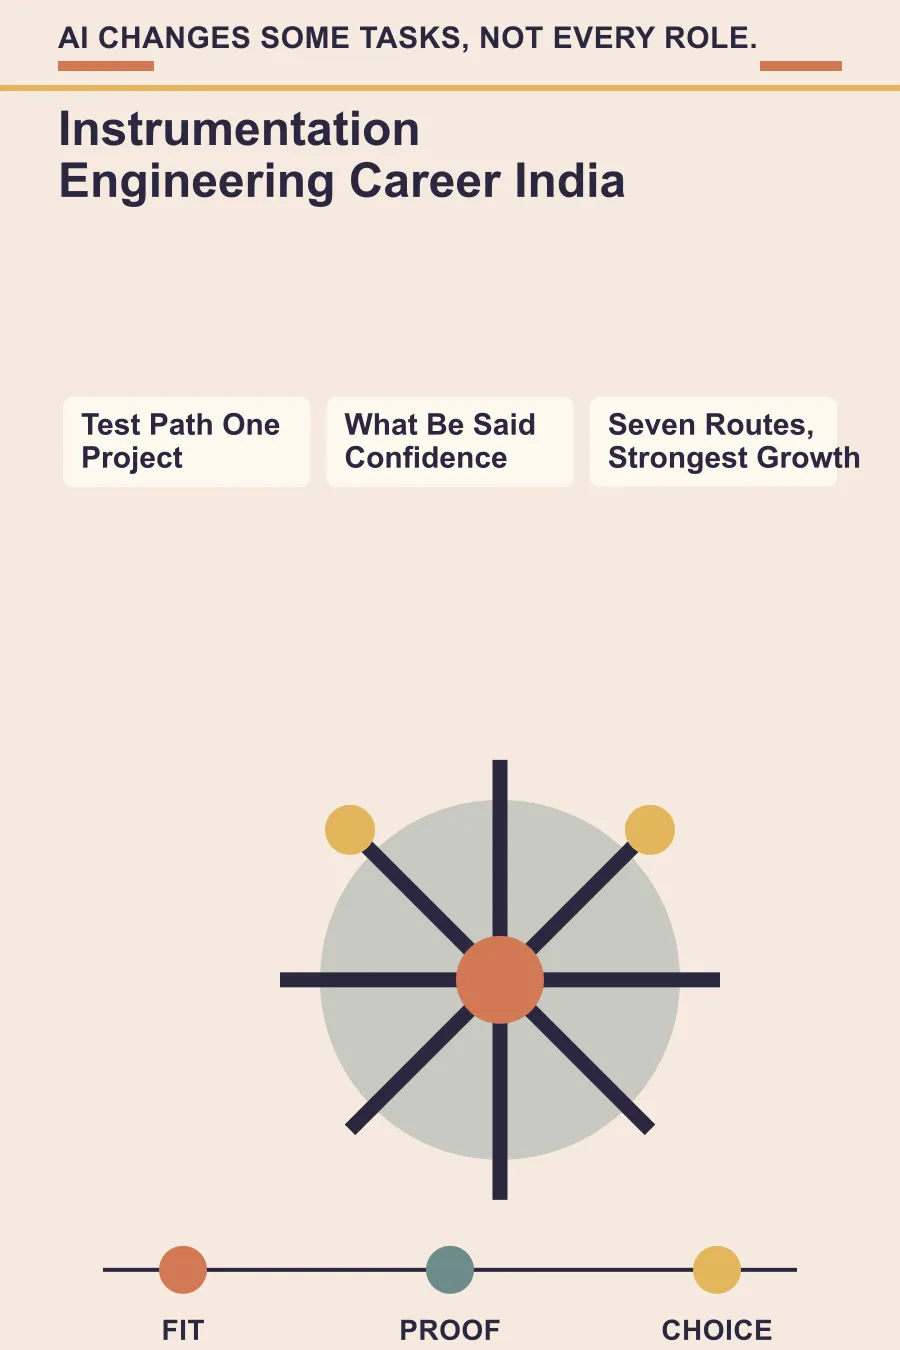 AI CHANGES SOME TASKS, NOT EVERY ROLE.
Instrumentation
Engineering Career India
Test Path One
Project
What Be Said
Confidence
Seven Routes,
Strongest Growth
FIT
PROOF
CHOICE